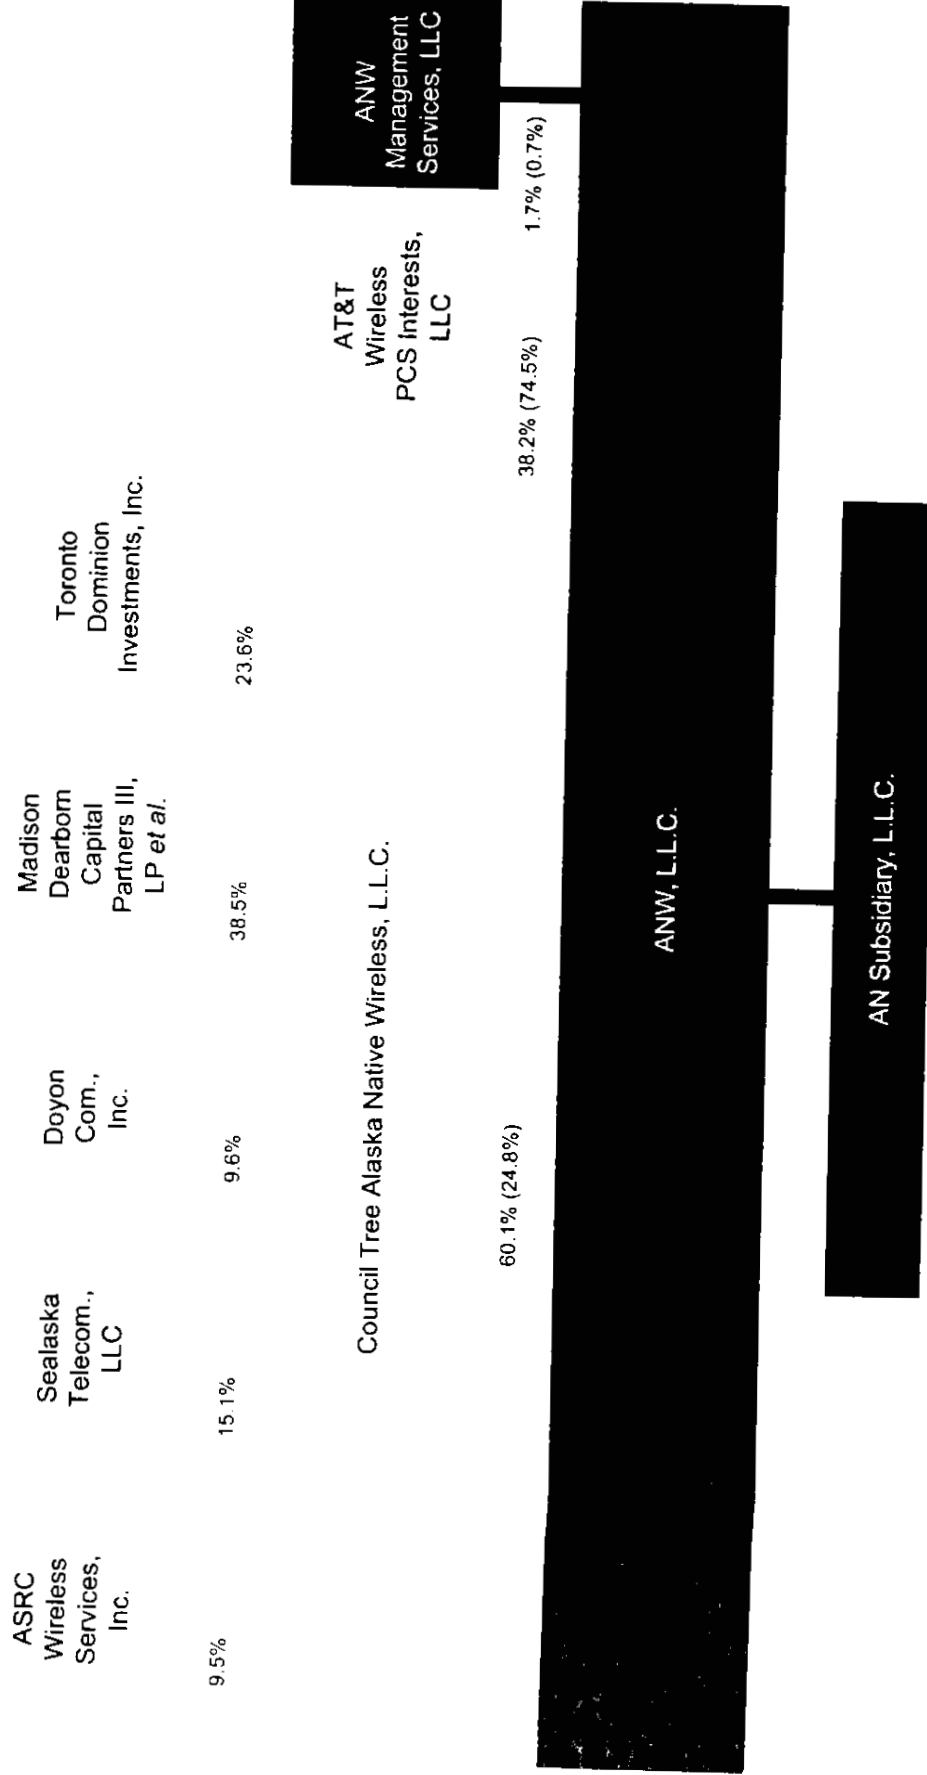 ASRC
Wireless
Services,
Inc.
Sealaska
Telecom.,
LLC
Doyon
Com.,
Inc.
Madison
Dearborn
Capital
Partners III,
LP et al.
Toronto
Dominion
Investments, Inc.
9.5%
15.1%
9.6%
38.5%
23.6%
Council Tree Alaska Native Wireless, L.L.C.
AT&T
Wireless
PCS Interests,
LLC
ANW
Management
Services, LLC
60.1% (24.8%)
38.2% (74.5%)
1.7% (0.7%)
ANW, L.L.C.
AN Subsidiary, L.L.C.